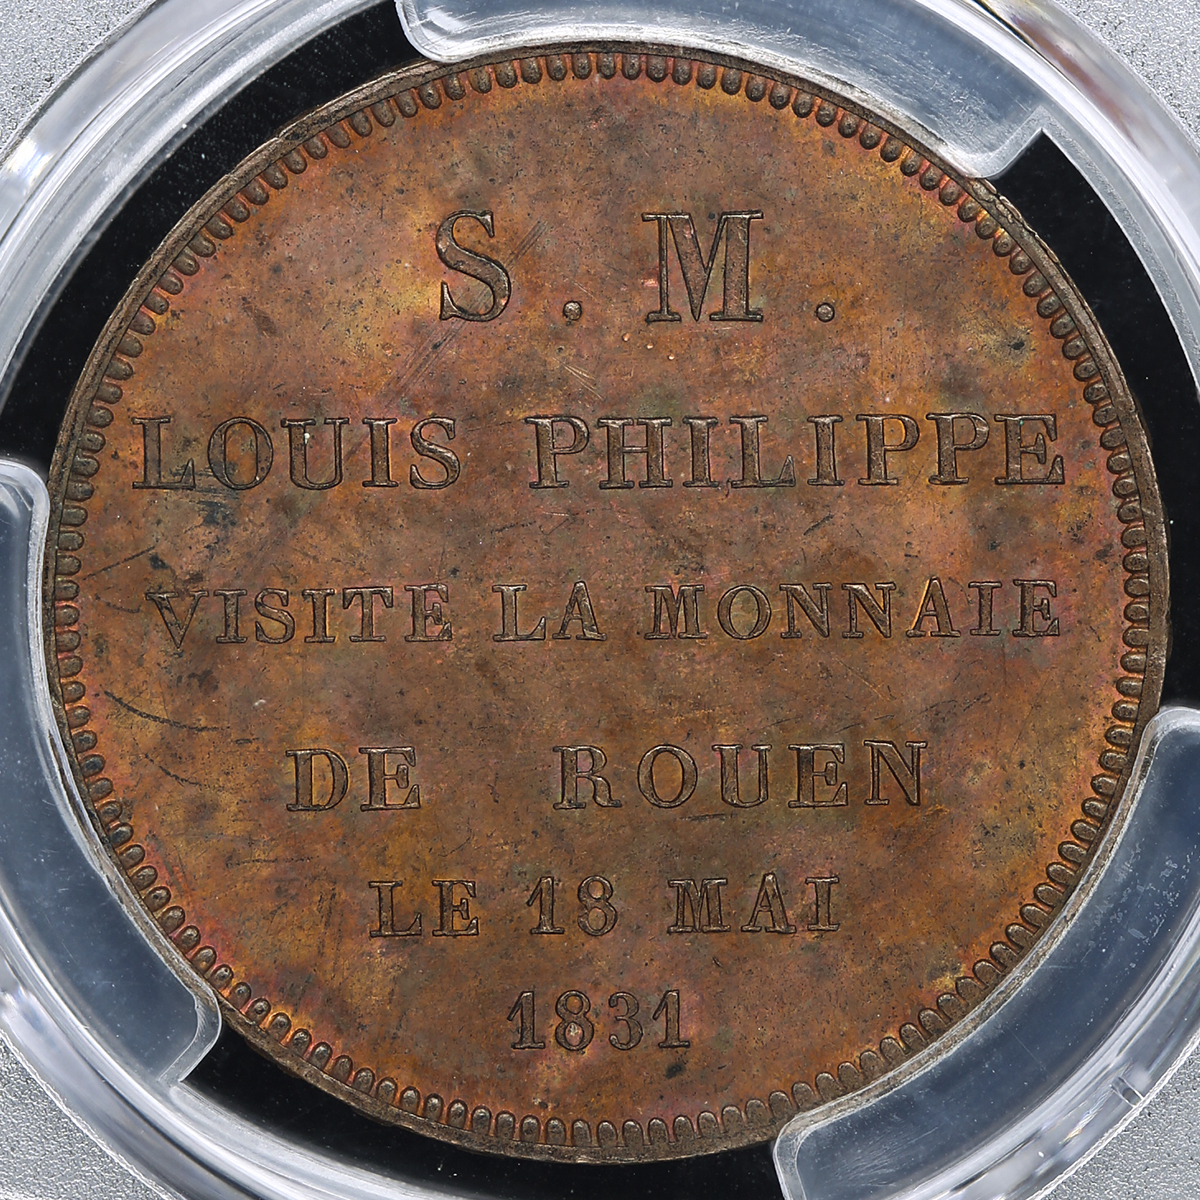 S. M.
LOUIS PHILIPPE
VISITE LA MONNAIE
DE ROUEN
LE 18 MAI
1831